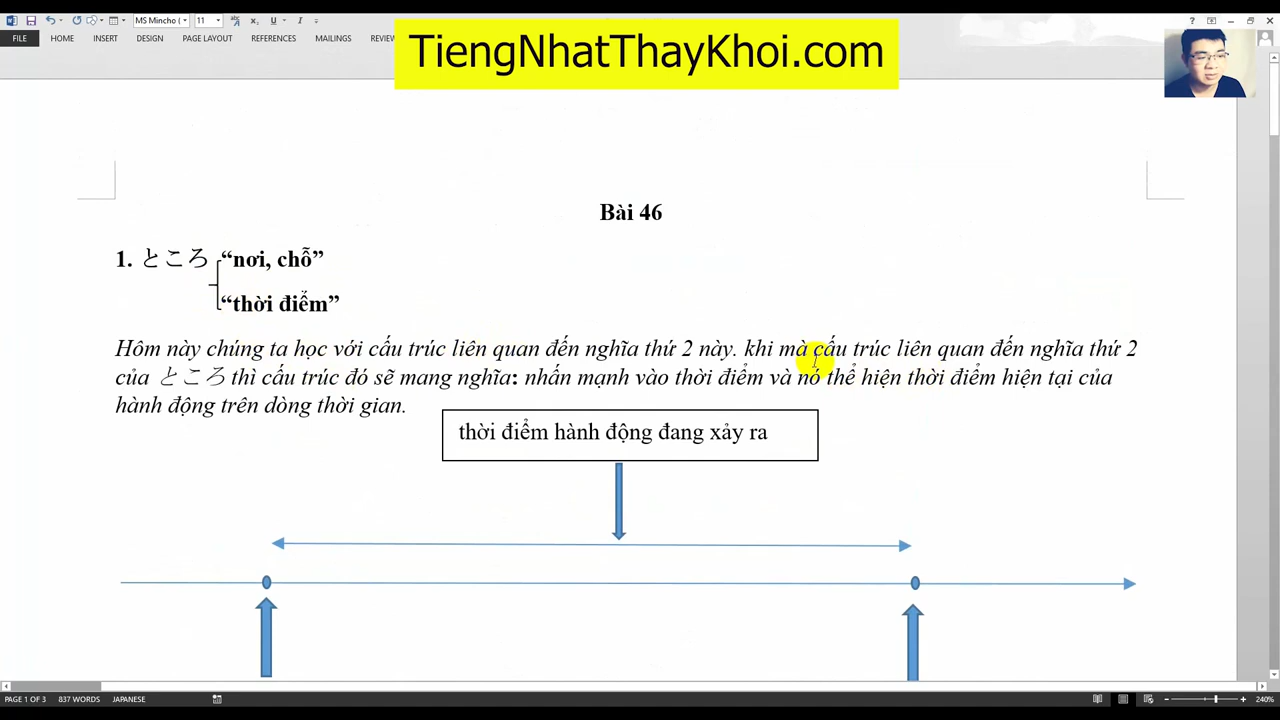 MS Mincho (
11
TiengNhatThayKhoi.com
FILE HOME INSERT DESIGN PAGE LAYOUT REFERENCES MAILINGS
Bài 46
1. ところ “nơi, chỗ”
“thời điểm”
Hôm này chúng ta học với cấu trúc liên quan đến nghĩa thứ 2 này. khi mà cấu trúc liên quan đến nghĩa thứ 2
của ところ thì cấu trúc đó sẽ mang nghĩa: nhấn mạnh vào thời điểm và nó thể hiện thời điểm hiện tại của
hành động trên dòng thời gian.
thời điểm hành động đang xảy ra
PAGE 1 OF 3 837 WORDS JAPANESE 240%